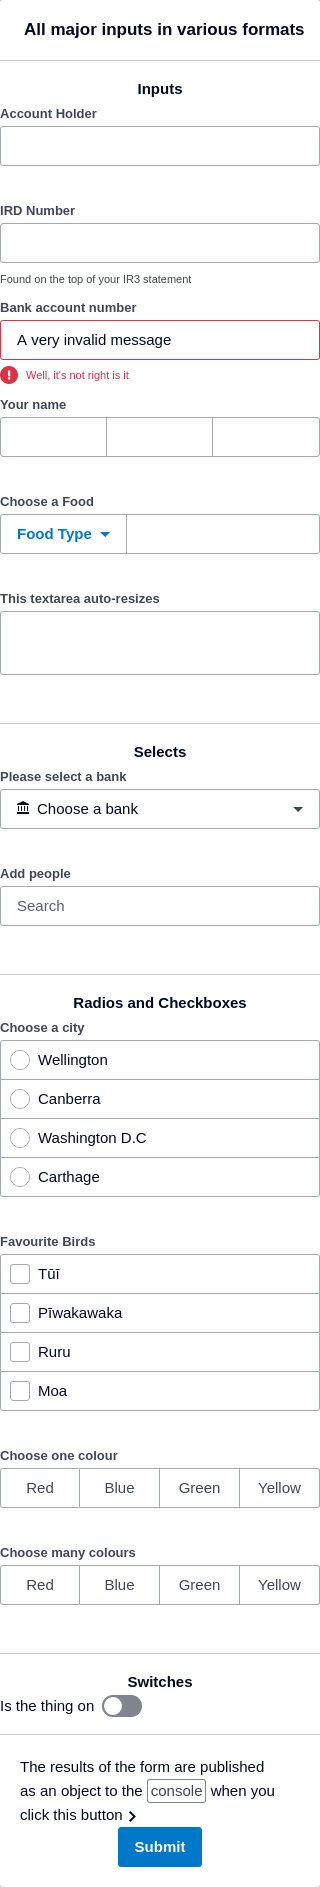 All major inputs in various formats
Inputs
Account Holder
IRD Number
Found on the top of your IR3 statement
Bank account number
A very invalid message
Well, it's not right is it
Your name
Choose a Food
Food Type
This textarea auto-resizes
Selects
Please select a bank
Choose a bank
Add people
Search
Radios and Checkboxes
Choose a city
Wellington
Canberra
Washington D.C
Carthage
Favourite Birds
Tūī
Pīwakawaka
Ruru
Moa
Choose one colour
Red Blue Green Yellow
Choose many colours
Red Blue Green Yellow
Switches
Is the thing on
The results of the form are published
as an object to the console when you
click this button
Submit